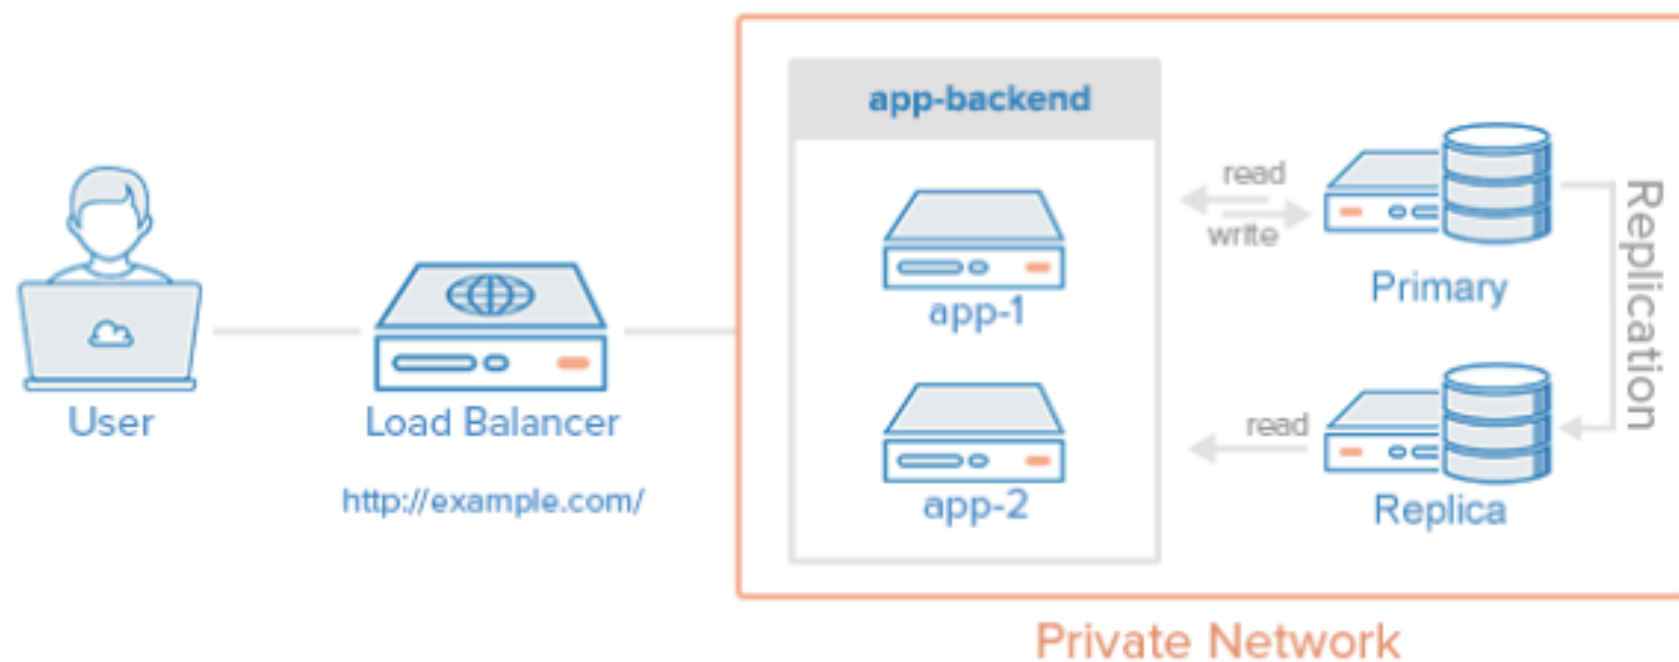 User
Load Balancer
http://example.com/
app-backend
app-1
app-2
read
write
read
Primary
Replica
Replication
Private Network